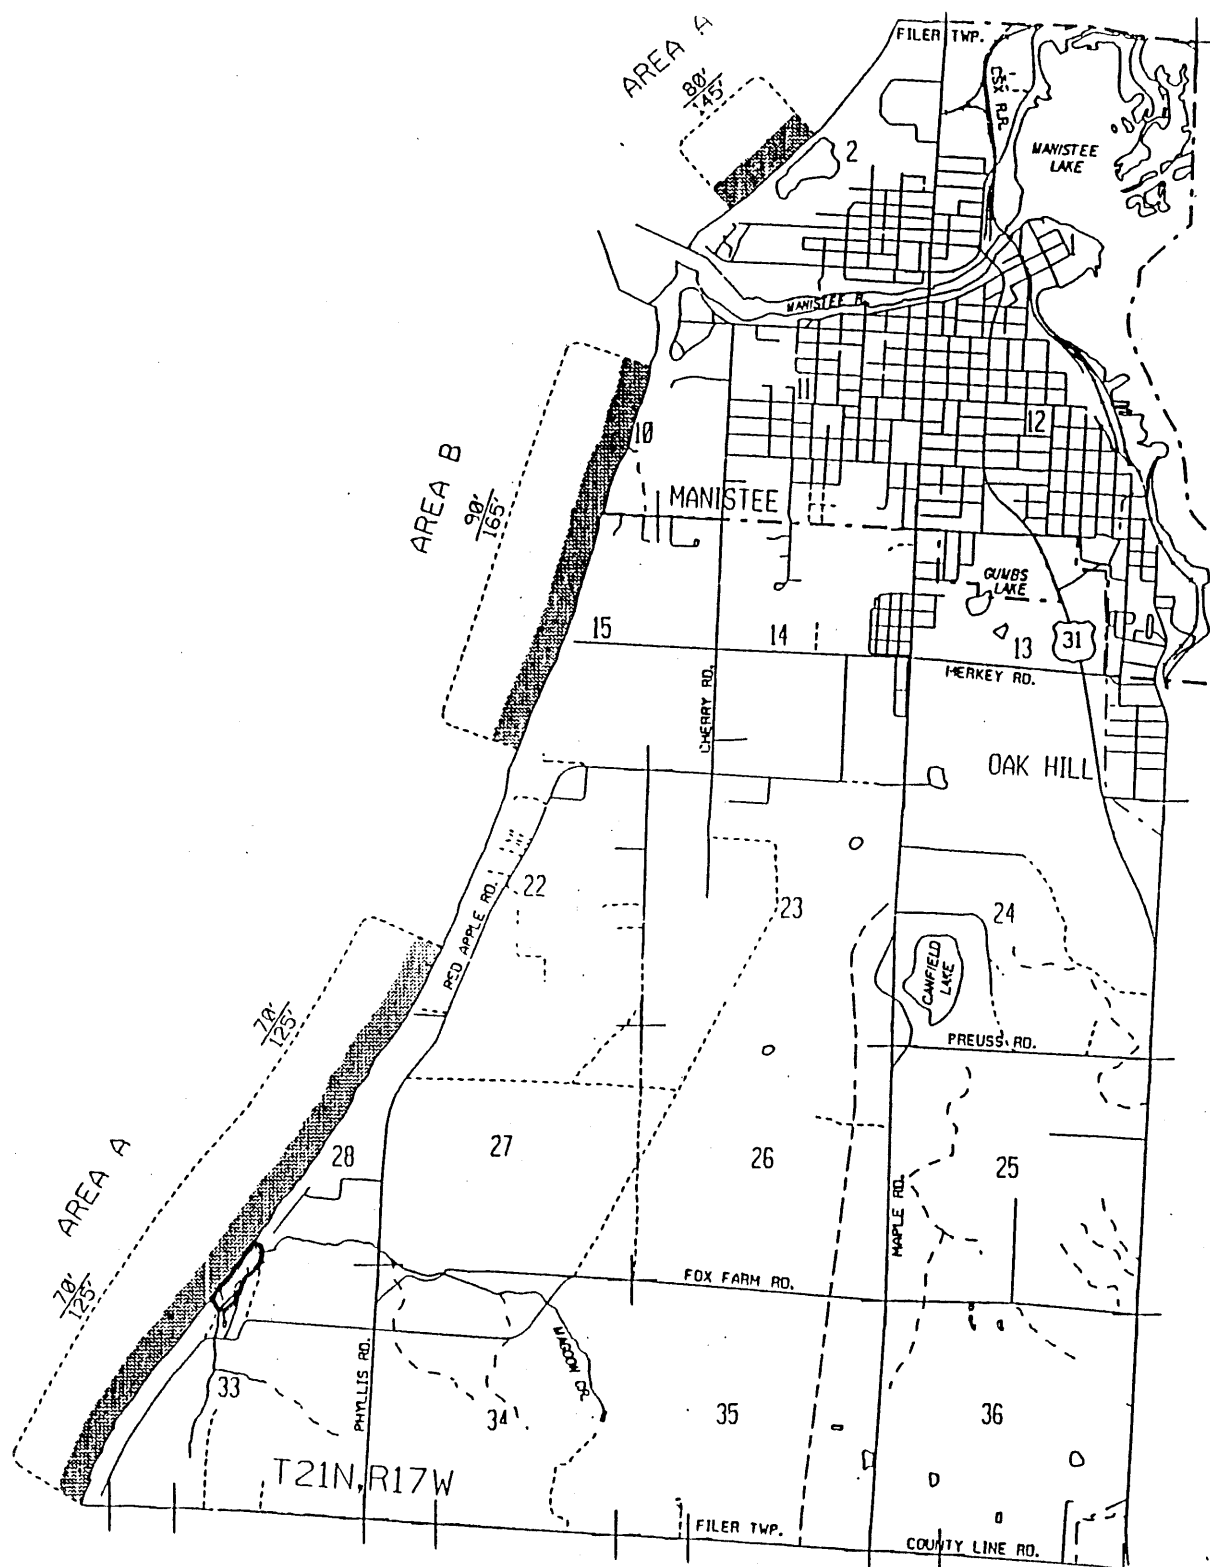 AREA A
80'
145'
FILER TWP.
CSX R.R.
MANISTEE
LAKE
2
MANISTEE R.
11
10
12
AREA B
90'
165'
MANISTEE
GUMBS
LAKE
15
14
13
31
MERKEY RD.
CHERRY RD.
OAK HILL
22
23
24
RED APPLE RD.
CANFIELD
LAKE
70'
125'
PREUSS RD.
AREA A
28
27
26
25
MAPLE RD.
70'
125'
FOX FARM RD.
MAGOON CR.
PHYLLIS RD.
33
34
35
36
T21N, R17W
FILER TWP.
COUNTY LINE RD.